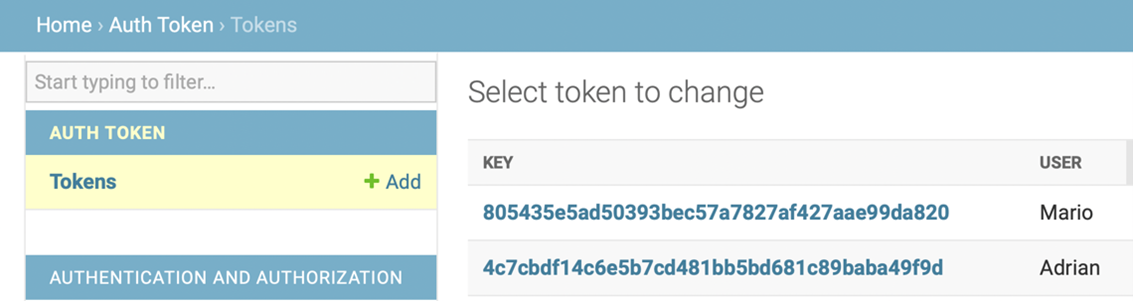 Home › Auth Token › Tokens
Start typing to filter…
AUTH TOKEN
Tokens
+ Add
AUTHENTICATION AND AUTHORIZATION
Select token to change
KEY USER
805435e5ad50393bec57a7827af427aae99da820 Mario
4c7cbdf14c6e5b7cd481bb5bd681c89baba49f9d Adrian